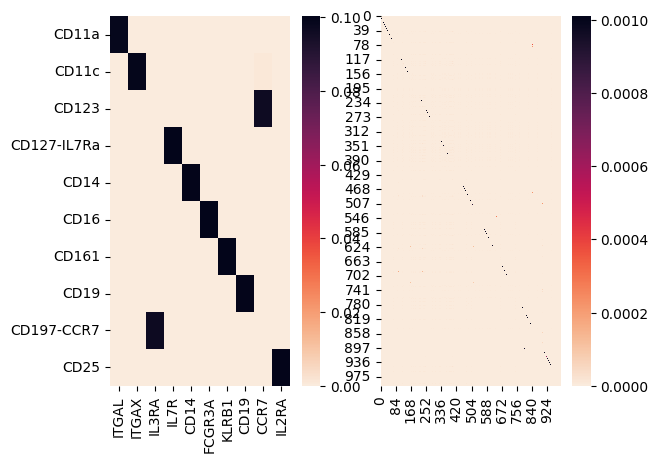 CD11a
CD11c
CD123
CD127-IL7Ra
CD14
CD16
CD161
CD19
CD197-CCR7
CD25
ITGAL
ITGAX
IL3RA
IL7R
CD14
FCGR3A
KLRB1
CD19
CCR7
IL2RA
0.10
0.08
0.06
0.04
0.02
0.00
0
39
78
117
156
195
234
273
312
351
390
429
468
507
546
585
624
663
702
741
780
819
858
897
936
975
0
84
168
252
336
420
504
588
672
756
840
924
0.0010
0.0008
0.0006
0.0004
0.0002
0.0000